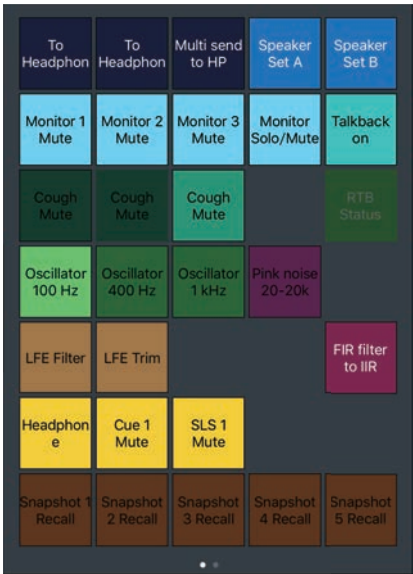 To
Headphon
To
Headphon
Multi send
to HP
Speaker
Set A
Speaker
Set B
Monitor 1
Mute
Monitor 2
Mute
Monitor 3
Mute
Monitor
Solo/Mute
Talkback
on
Cough
Mute
Cough
Mute
Cough
Mute
RTB
Status
Oscillator
100 Hz
Oscillator
400 Hz
Oscillator
1 kHz
Pink noise
20-20k
LFE Filter
LFE Trim
FIR filter
to IIR
Headphon
e
Cue 1
Mute
SLS 1
Mute
Snapshot 1
Recall
Snapshot
2 Recall
Snapshot
3 Recall
Snapshot
4 Recall
Snapshot
5 Recall